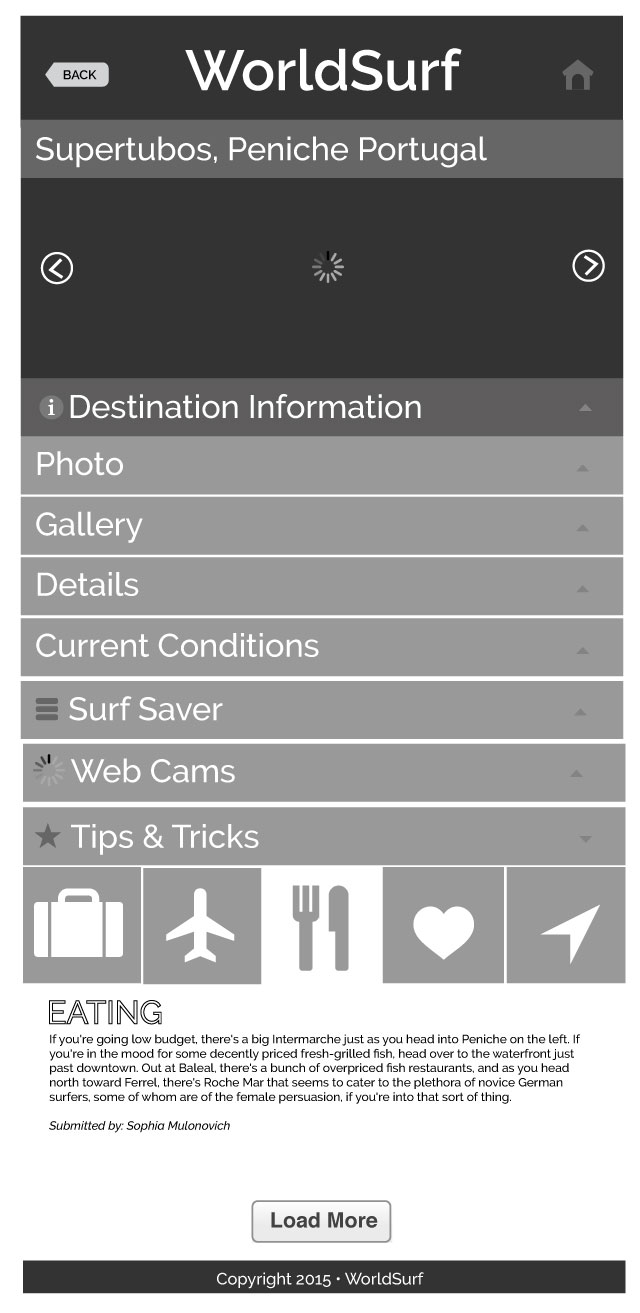 BACK
WorldSurf
Supertubos, Peniche Portugal
i Destination Information
Photo
Gallery
Details
Current Conditions
Surf Saver
Web Cams
Tips & Tricks
EATING
If you're going low budget, there's a big Intermarche just as you head into Peniche on the left. If
you're in the mood for some decently priced fresh-grilled fish, head over to the waterfront just
past downtown. Out at Baleal, there's a bunch of overpriced fish restaurants, and as you head
north toward Ferrel, there's Roche Mar that seems to cater to the plethora of novice German
surfers, some of whom are of the female persuasion, if you're into that sort of thing.
Submitted by: Sophia Mulonovich
Load More
Copyright 2015 • WorldSurf